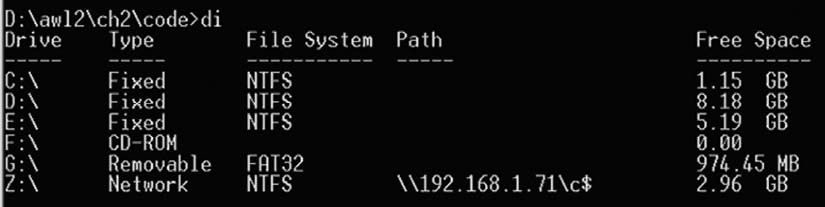 D:\awl2\ch2\code>di
Drive Type File System Path Free Space
----- ----- ----------- ----- ----------
C:\ Fixed NTFS 1.15 GB
D:\ Fixed NTFS 8.18 GB
E:\ Fixed NTFS 5.19 GB
F:\ CD-ROM 0.00
G:\ Removable FAT32 974.45 MB
Z:\ Network NTFS \\192.168.1.71\c$ 2.96 GB